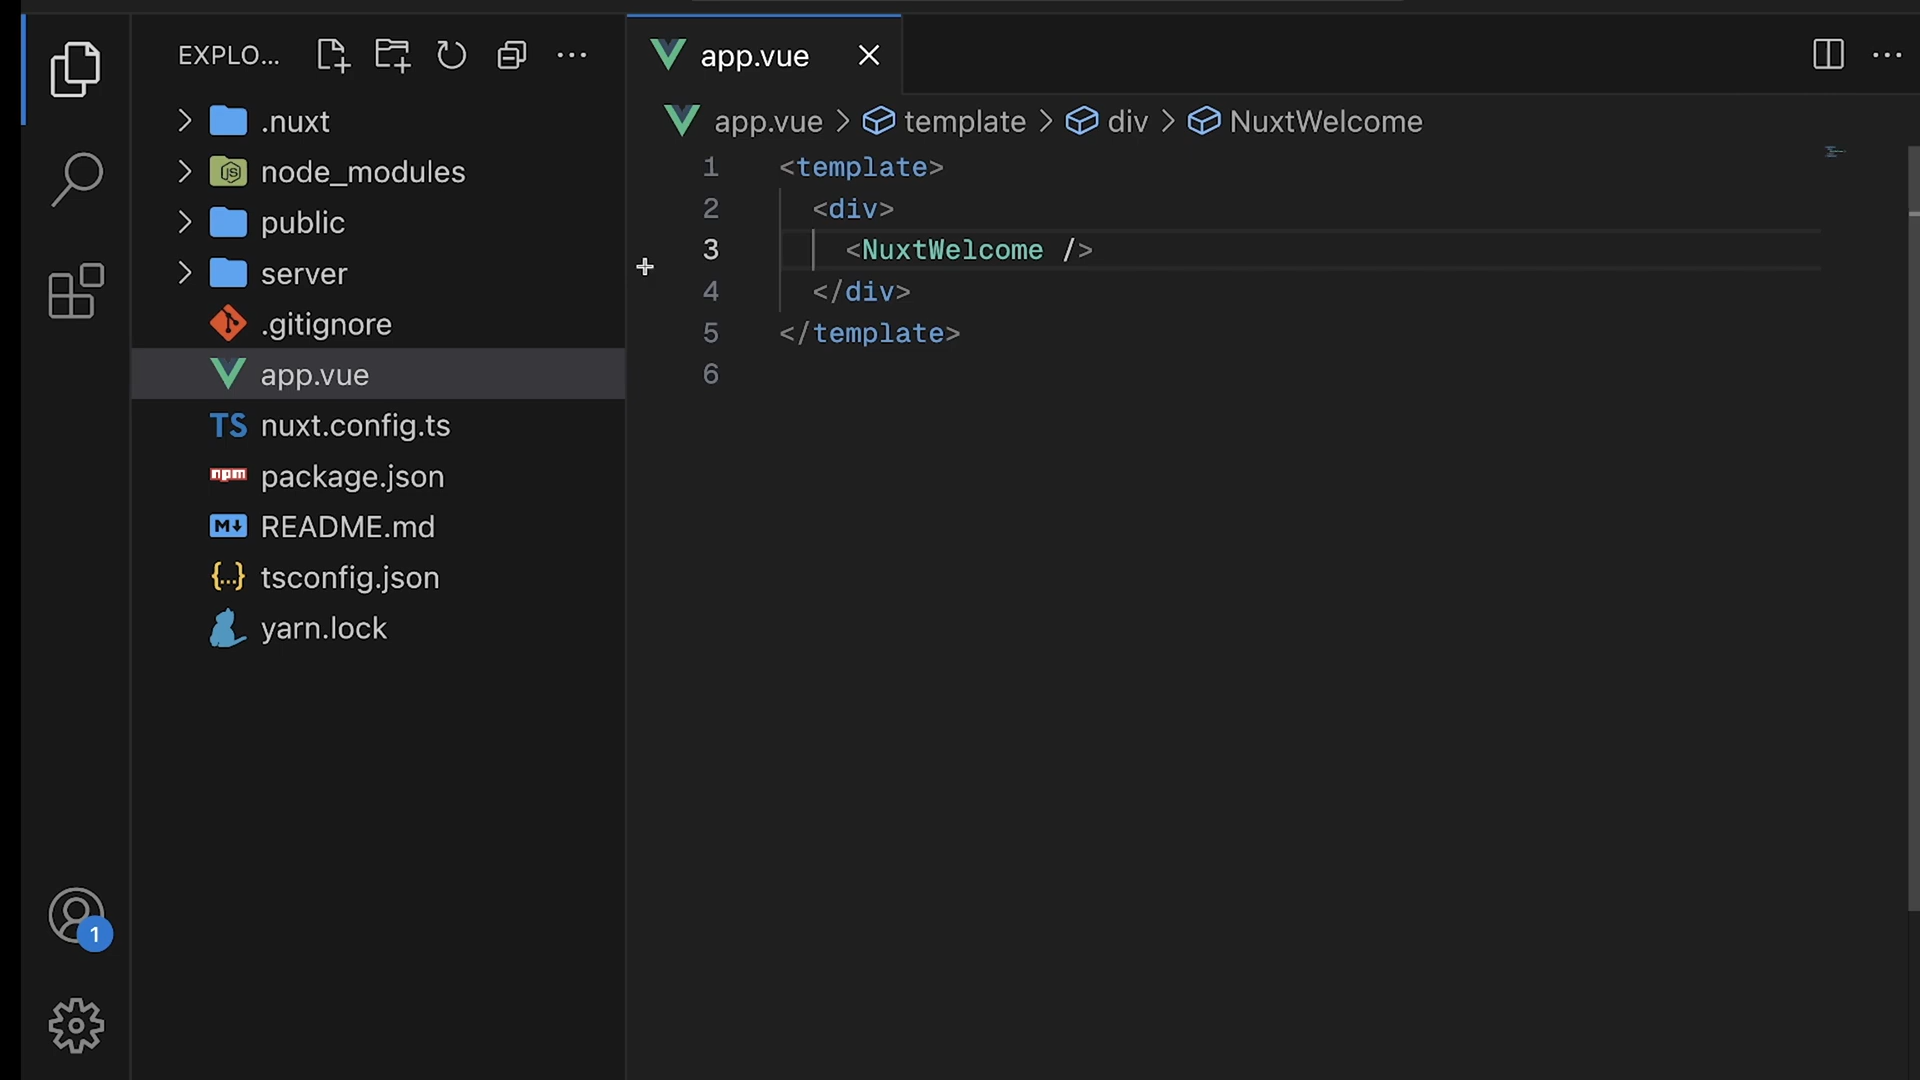 EXPLO...
.nuxt
node_modules
public
server
.gitignore
app.vue
TS nuxt.config.ts
npm package.json
M README.md
{...} tsconfig.json
yarn.lock
1
app.vue
app.vue > template > div > NuxtWelcome
1 <template>
2 <div>
3 <NuxtWelcome />
4 </div>
5 </template>
6